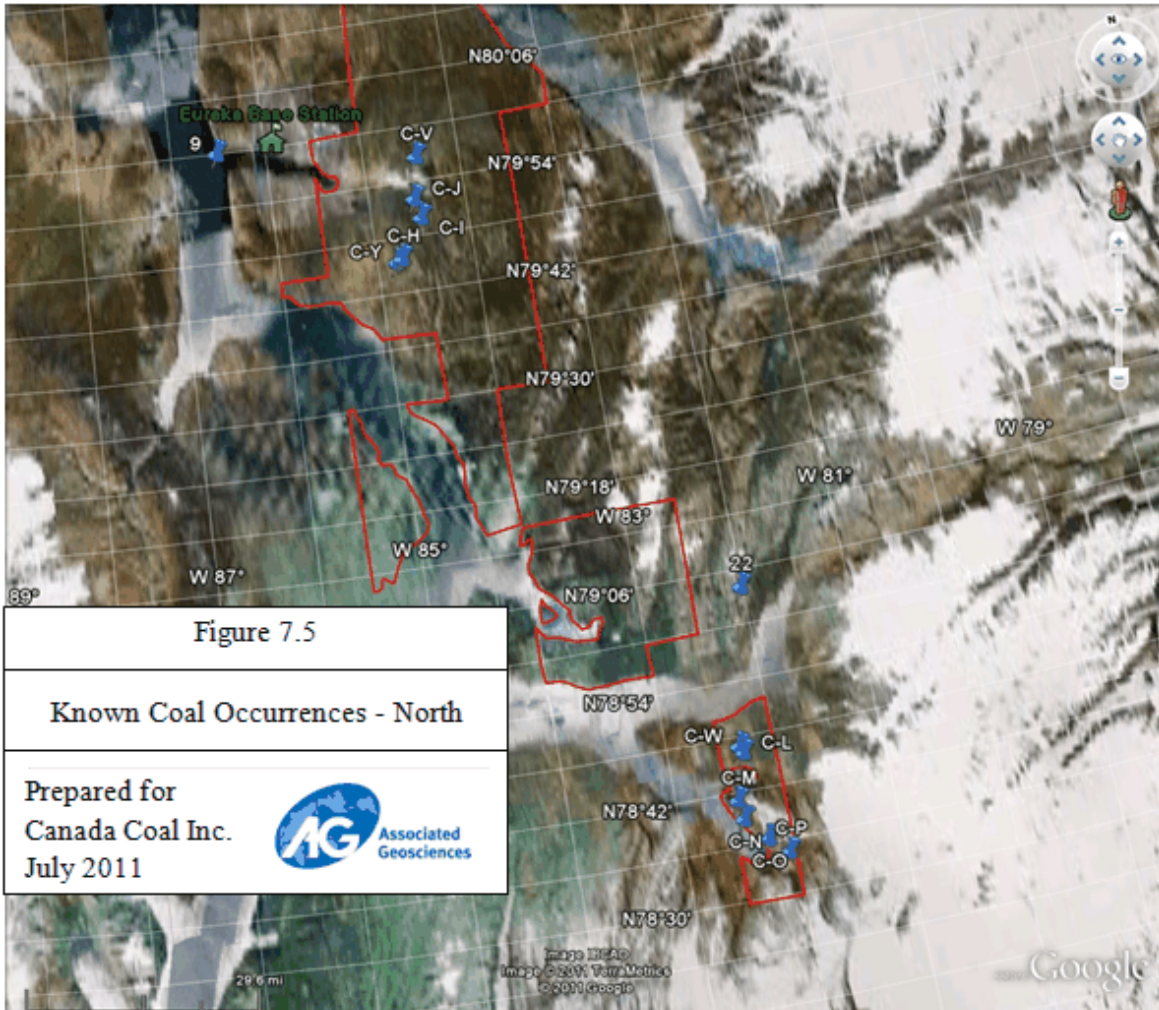 N
N80°06'
Eureka Base Station
9
C-V
N79°54'
C-J
C-I
C-H
C-Y
N79°42'
N79°30'
W 79°
W 81°
N79°18'
W 83°
W 85°
22
W 87°
89°
N79°06'
Figure 7.5
Known Coal Occurrences - North
Prepared for
Canada Coal Inc.
July 2011
AG Associated
Geosciences
N78°54'
C-W
C-L
C-M
N78°42'
C-P
C-N
C-O
N78°30'
29.6 mi
Image IBCAO
Image © 2011 TerraMetrics
© 2011 Google
Google